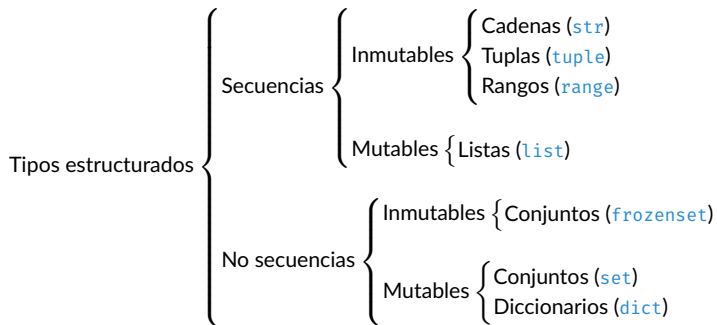 Tipos estructurados
Secuencias
Inmutables
Cadenas (str)
Tuplas (tuple)
Rangos (range)
Mutables
Listas (list)
No secuencias
Inmutables
Conjuntos (frozenset)
Mutables
Conjuntos (set)
Diccionarios (dict)